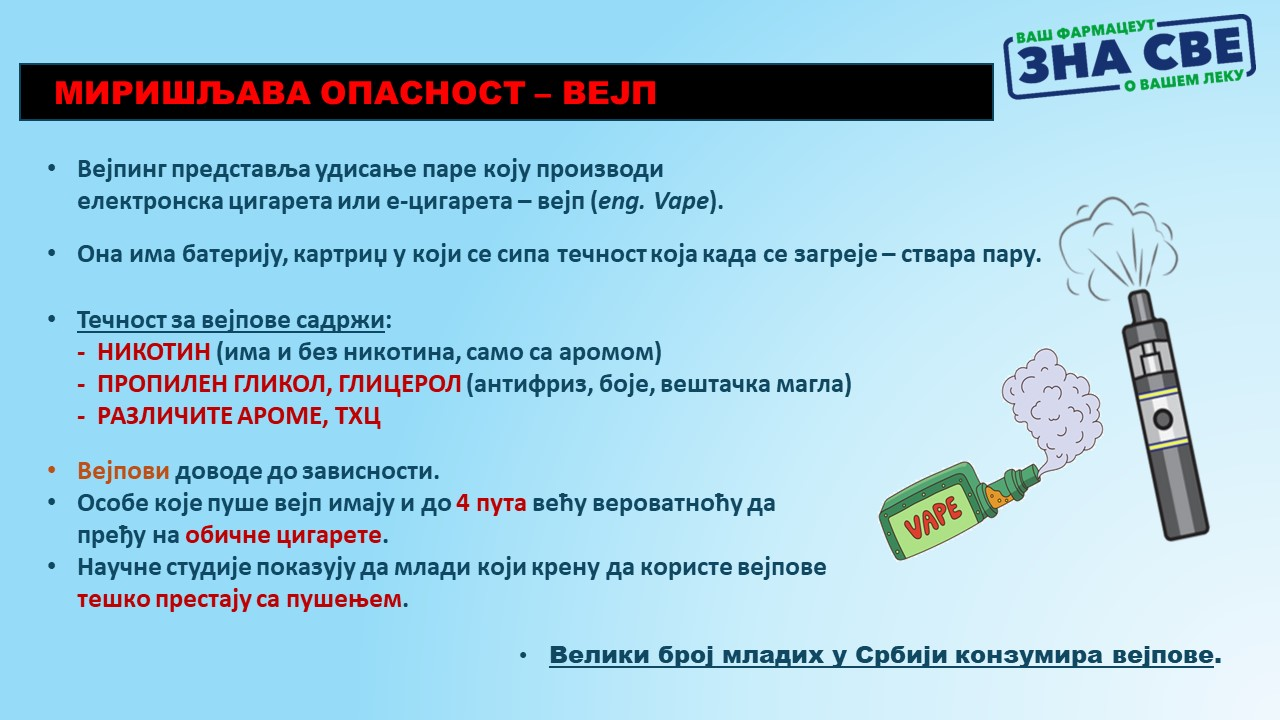 ВАШ ФАРМАЦЕУТ
ЗНА СВЕ
О ВАШЕМ ЛЕКУ
МИРИШЉАВА ОПАСНОСТ – ВЕЈП
• Вејпинг представља удисање паре коју производи
електронска цигарета или е-цигарета – вејп (eng. Vape).
• Она има батерију, картриџ у који се сипа течност која када се загреје – ствара пару.
• Течност за вејпове садржи:
- НИКОТИН (има и без никотина, само са аромом)
- ПРОПИЛЕН ГЛИКОЛ, ГЛИЦЕРОЛ (антифриз, боје, вештачка магла)
- РАЗЛИЧИТЕ АРОМЕ, ТХЦ
• Вејпови доводе до зависности.
• Особе које пуше вејп имају и до 4 пута већу вероватноћу да
пређу на обичне цигарете.
• Научне студије показују да млади који крену да користе вејпове
тешко престају са пушењем.
VAPE
• Велики број младих у Србији конзумира вејпове.